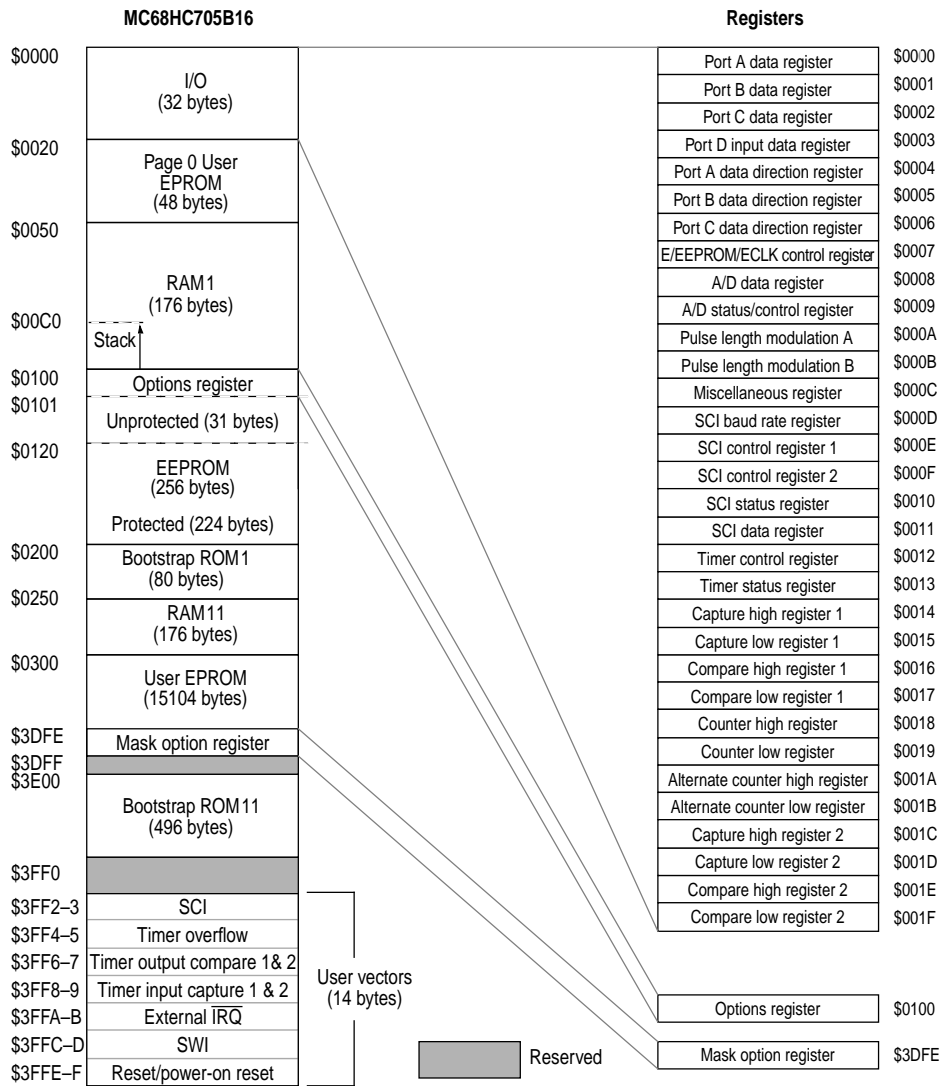 MC68HC705B16
$0000
I/O
(32 bytes)
$0020
Page 0 User
EPROM
(48 bytes)
$0050
RAM1
(176 bytes)
$00C0
Stack
$0100
Options register
$0101
Unprotected (31 bytes)
$0120
EEPROM
(256 bytes)
Protected (224 bytes)
$0200
Bootstrap ROM1
(80 bytes)
$0250
RAM11
(176 bytes)
$0300
User EPROM
(15104 bytes)
$3DFE
Mask option register
$3DFF
$3E00
Bootstrap ROM11
(496 bytes)
$3FF0
$3FF2–3 SCI
$3FF4–5 Timer overflow
$3FF6–7 Timer output compare 1& 2
$3FF8–9 Timer input capture 1 & 2
$3FFA–B External IRQ
$3FFC–D SWI
$3FFE–F Reset/power-on reset
User vectors
(14 bytes)
Reserved
Registers
Port A data register $0000
Port B data register $0001
Port C data register $0002
Port D input data register $0003
Port A data direction register $0004
Port B data direction register $0005
Port C data direction register $0006
E/EEPROM/ECLK control register $0007
A/D data register $0008
A/D status/control register $0009
Pulse length modulation A $000A
Pulse length modulation B $000B
Miscellaneous register $000C
SCI baud rate register $000D
SCI control register 1 $000E
SCI control register 2 $000F
SCI status register $0010
SCI data register $0011
Timer control register $0012
Timer status register $0013
Capture high register 1 $0014
Capture low register 1 $0015
Compare high register 1 $0016
Compare low register 1 $0017
Counter high register $0018
Counter low register $0019
Alternate counter high register $001A
Alternate counter low register $001B
Capture high register 2 $001C
Capture low register 2 $001D
Compare high register 2 $001E
Compare low register 2 $001F
Options register $0100
Mask option register $3DFE